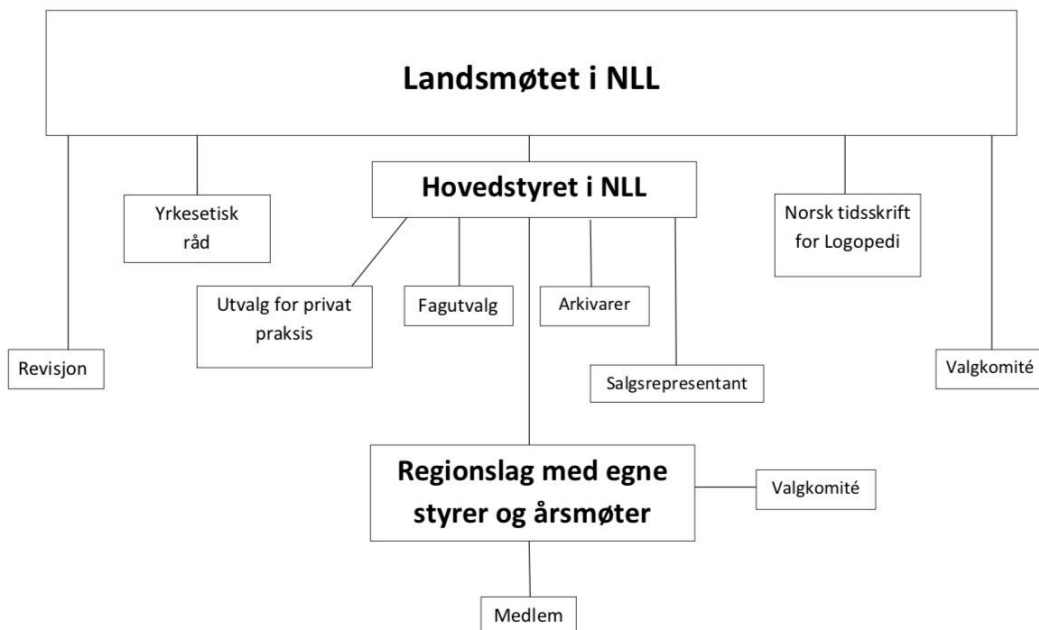 Landsmøtet i NLL
Hovedstyret i NLL
Yrkesetisk
råd
Norsk tidsskrift
for Logopedi
Utvalg for privat
praksis
Fagutvalg
Arkivarer
Revisjon
Salgsrepresentant
Valgkomité
Regionslag med egne
styrer og årsmøter
Valgkomité
Medlem